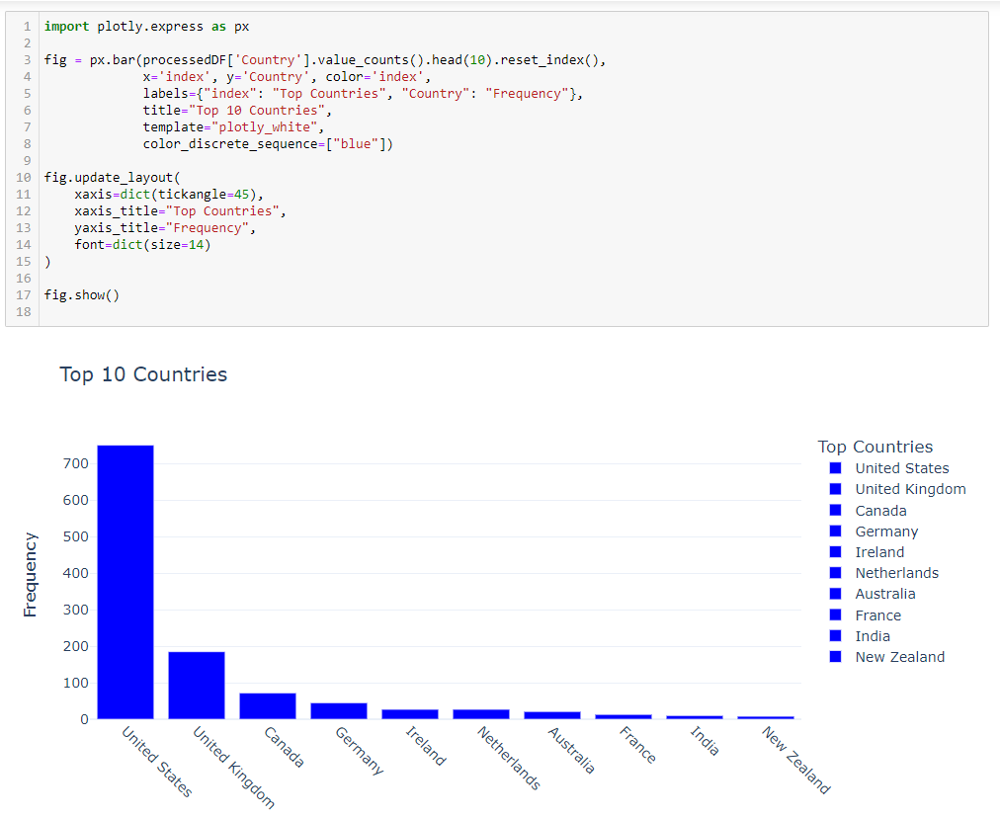 1 import plotly.express as px
2
3 fig = px.bar(processedDF['Country'].value_counts().head(10).reset_index(),
4              x='index', y='Country', color='index',
5              labels={"index": "Top Countries", "Country": "Frequency"},
6              title="Top 10 Countries",
7              template="plotly_white",
8              color_discrete_sequence=["blue"])
9
10 fig.update_layout(
11     xaxis=dict(tickangle=45),
12     xaxis_title="Top Countries",
13     yaxis_title="Frequency",
14     font=dict(size=14)
15 )
16
17 fig.show()
18
Top 10 Countries
Frequency
700
600
500
400
300
200
100
0
United States
United Kingdom
Canada
Germany
Ireland
Netherlands
Australia
France
India
New Zealand
Top Countries
United States
United Kingdom
Canada
Germany
Ireland
Netherlands
Australia
France
India
New Zealand